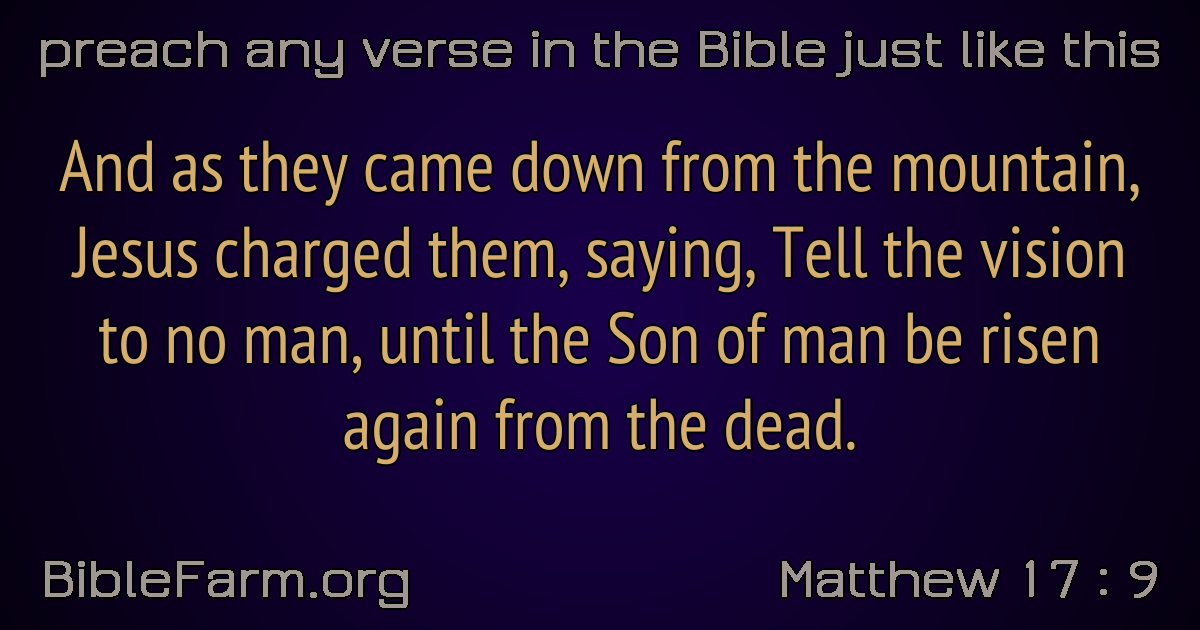 preach any verse in the Bible just like this
And as they came down from the mountain,
Jesus charged them, saying, Tell the vision
to no man, until the Son of man be risen
again from the dead.
BibleFarm.org
Matthew 17 : 9